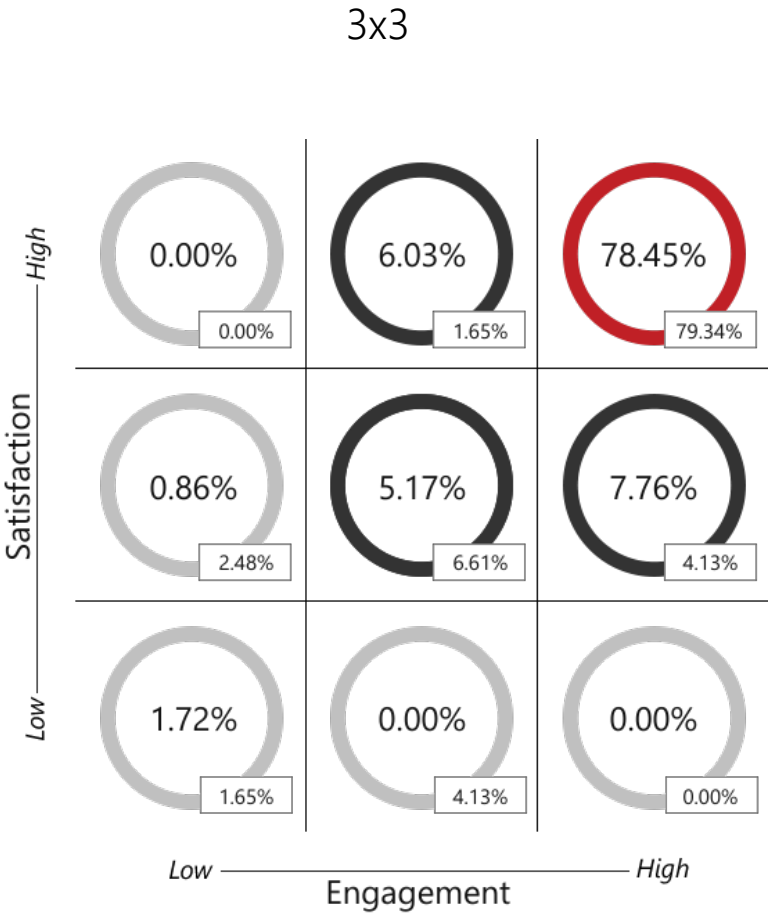 3x3
High
0.00%
0.00%
6.03%
1.65%
78.45%
79.34%
Satisfaction
0.86%
2.48%
5.17%
6.61%
7.76%
4.13%
Low
1.72%
1.65%
0.00%
4.13%
0.00%
0.00%
Low
High
Engagement